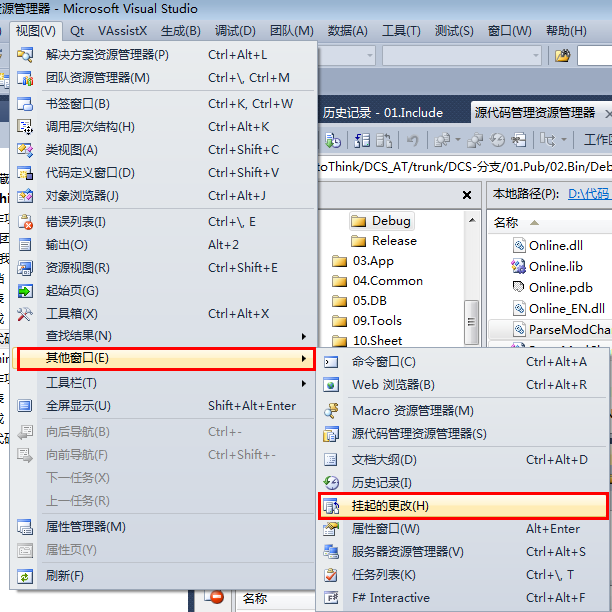 资源管理器 - Microsoft Visual Studio
视图(V) Qt VAssistX 生成(B) 调试(D) 团队(M) 数据(A) 工具(T) 测试(S) 窗口(W) 帮助(H)
解决方案资源管理器(P) Ctrl+Alt+L
团队资源管理器(M) Ctrl+\, Ctrl+M
书签窗口(B) Ctrl+K, Ctrl+W
调用层次结构(H) Ctrl+Alt+K
类视图(A) Ctrl+Shift+C
代码定义窗口(D) Ctrl+Shift+V
对象浏览器(J) Ctrl+Alt+J
错误列表(I) Ctrl+\, E
输出(O) Alt+2
资源视图(R) Ctrl+Shift+E
起始页(G)
工具箱(X) Ctrl+Alt+X
查找结果(N)
其他窗口(E)
工具栏(T)
全屏显示(U) Shift+Alt+Enter
向后导航(B) Ctrl+-
向前导航(F) Ctrl+Shift+-
下一任务(X)
上一任务(R)
属性管理器(M)
属性页(Y)
刷新(F)
历史记录 - 01.Include 源代码管理资源管理器
工作区
toThink/DCS_AT/trunk/DCS-分支/01.Pub/02.Bin/Deb
本地路径(P): D:\代码
Debug
Release
03.App
04.Common
05.DB
09.Tools
10.Sheet
名称
Online.dll
Online.lib
Online.pdb
Online_EN.dll
ParseModCha
命令窗口(C) Ctrl+Alt+A
Web 浏览器(B) Ctrl+Alt+R
Macro 资源管理器(M)
源代码管理资源管理器(S)
文档大纲(D) Ctrl+Alt+D
历史记录(I)
挂起的更改(H)
属性窗口(W) Alt+Enter
服务器资源管理器(V) Ctrl+Alt+S
任务列表(K) Ctrl+\, T
F# Interactive Ctrl+Alt+F
名称